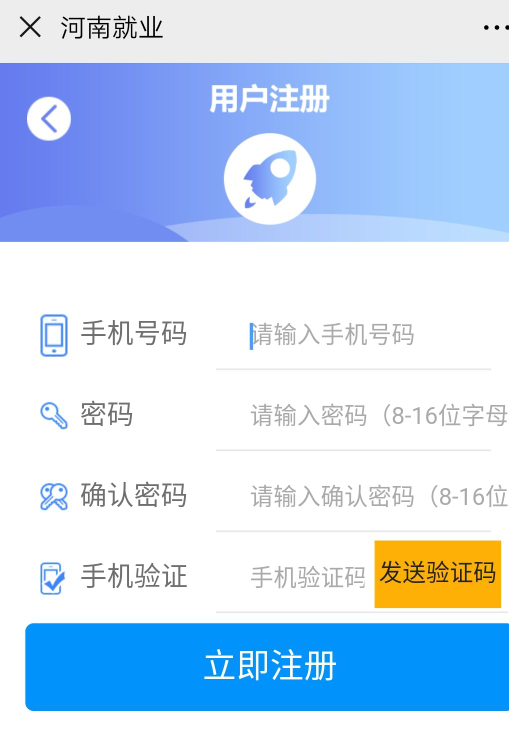 河南就业
用户注册
手机号码 请输入手机号码
密码 请输入密码（8-16位字母
确认密码 请输入确认密码（8-16位
手机验证 手机验证码 发送验证码
立即注册